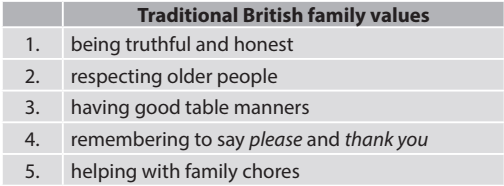 Traditional British family values
1. being truthful and honest
2. respecting older people
3. having good table manners
4. remembering to say please and thank you
5. helping with family chores